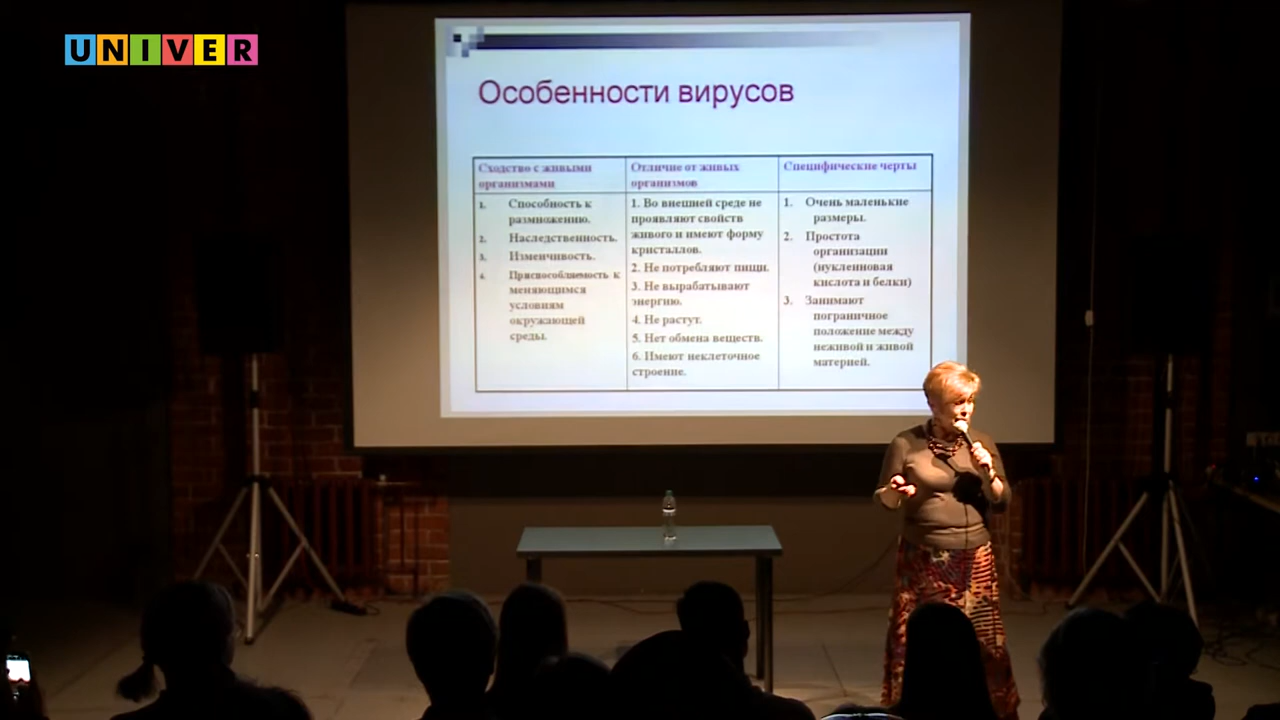 UNIVER
Особенности вирусов
Сходство с живыми
организмами
1. Способность к
размножению.
2. Наследственность.
3. Изменчивость.
4. Приспособляемость к
меняющимся
условиям
окружающей
среды.
Отличие от живых
организмов
1. Во внешней среде не
проявляют свойств
живого и имеют форму
кристаллов.
2. Не потребляют пищи.
3. Не вырабатывают
энергию.
4. Не растут.
5. Нет обмена веществ.
6. Имеют неклеточное
строение.
Специфические черты
1. Очень маленькие
размеры.
2. Простота
организации
(нуклеиновая
кислота и белки)
3. Занимают
пограничное
положение между
неживой и живой
материей.